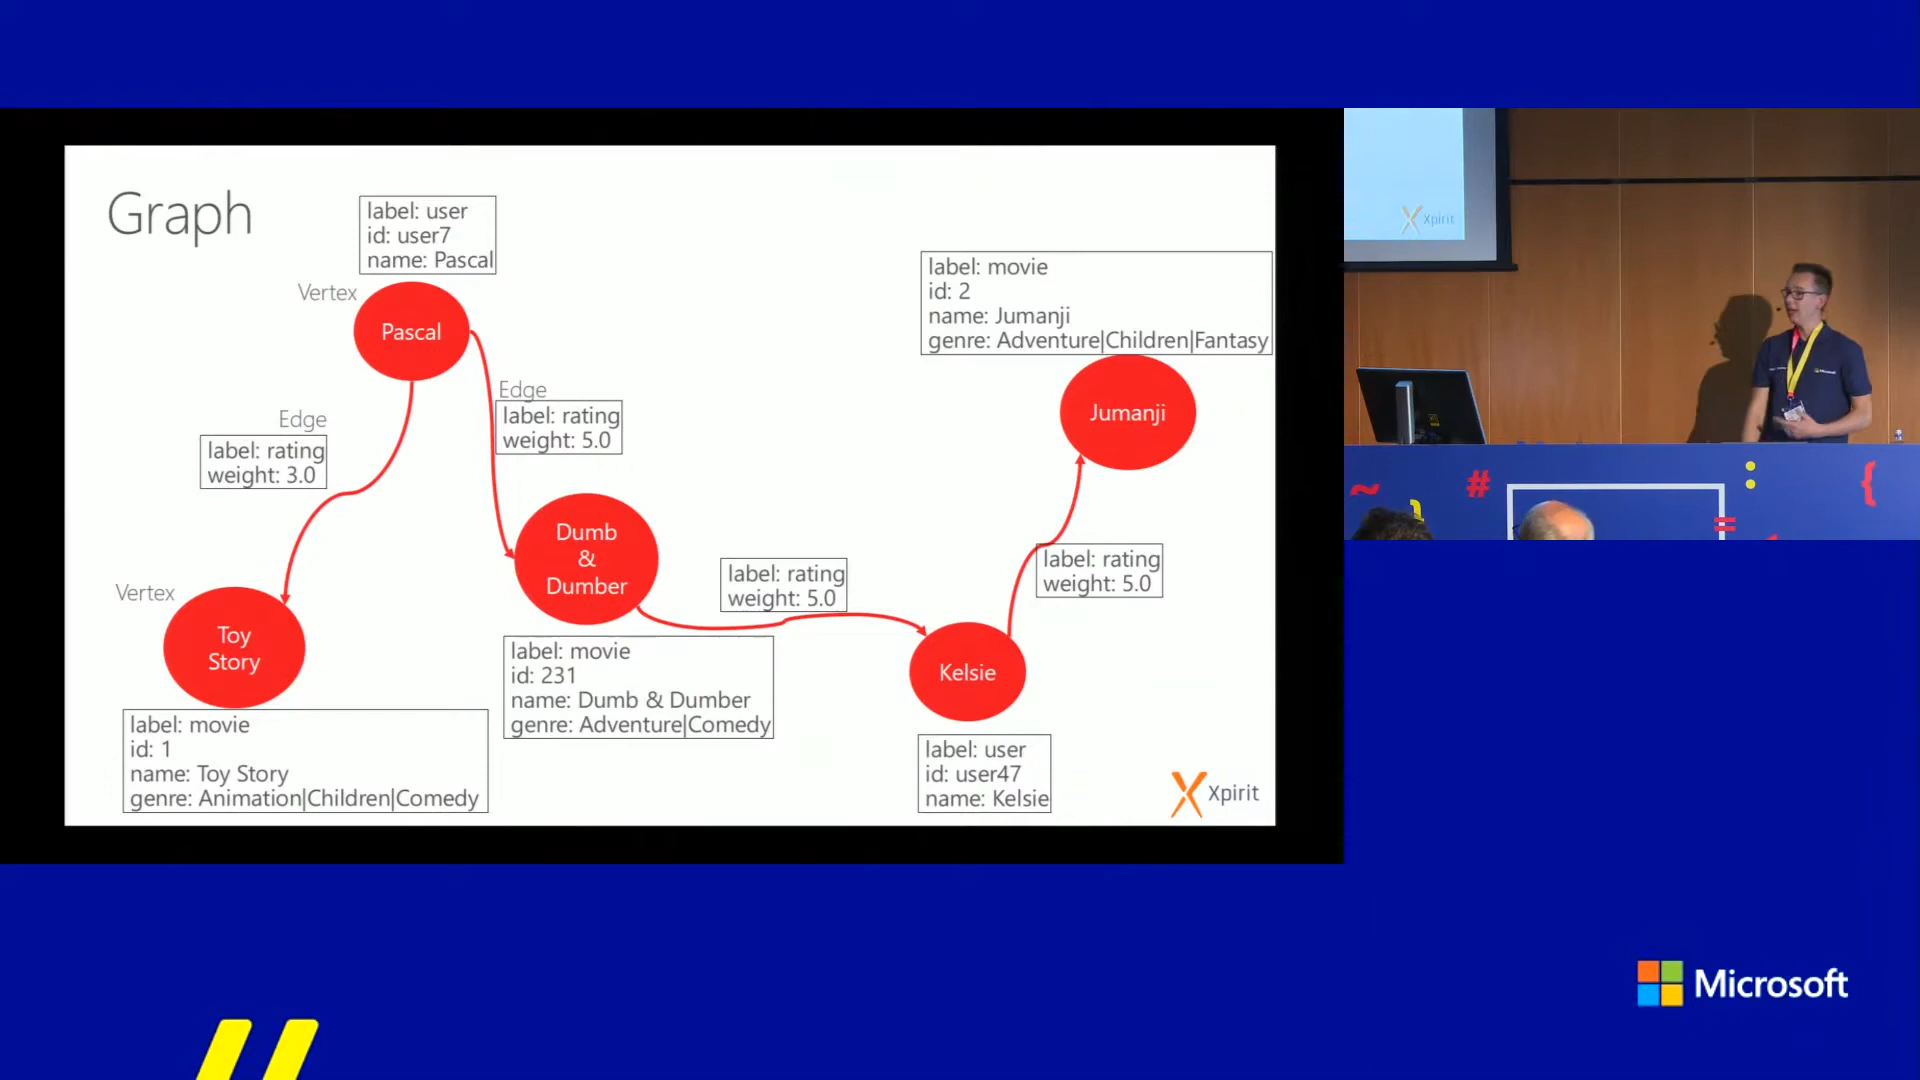 Graph
label: user
id: user7
name: Pascal
Vertex
Pascal
Edge
label: rating
weight: 5.0
Edge
label: rating
weight: 3.0
label: movie
id: 2
name: Jumanji
genre: Adventure|Children|Fantasy
Jumanji
Dumb
&
Dumber
label: rating
weight: 5.0
label: rating
weight: 5.0
Vertex
Toy
Story
label: movie
id: 231
name: Dumb & Dumber
genre: Adventure|Comedy
Kelsie
label: movie
id: 1
name: Toy Story
genre: Animation|Children|Comedy
label: user
id: user47
name: Kelsie
Xpirit
Xpirit
~ # : {
}
=
Microsoft
//